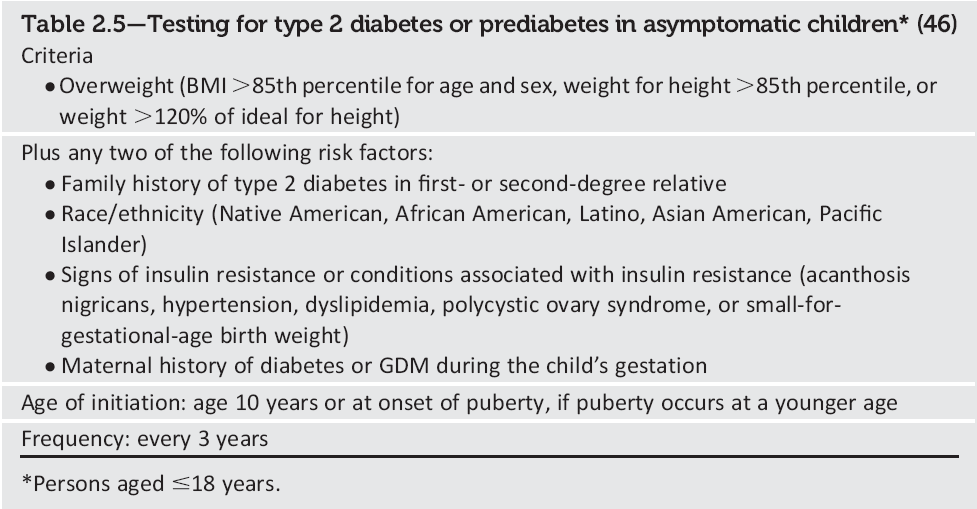 Table 2.5—Testing for type 2 diabetes or prediabetes in asymptomatic children* (46)
Criteria
● Overweight (BMI >85th percentile for age and sex, weight for height >85th percentile, or
weight >120% of ideal for height)
Plus any two of the following risk factors:
● Family history of type 2 diabetes in first- or second-degree relative
● Race/ethnicity (Native American, African American, Latino, Asian American, Pacific
Islander)
● Signs of insulin resistance or conditions associated with insulin resistance (acanthosis
nigricans, hypertension, dyslipidemia, polycystic ovary syndrome, or small-for-
gestational-age birth weight)
● Maternal history of diabetes or GDM during the child’s gestation
Age of initiation: age 10 years or at onset of puberty, if puberty occurs at a younger age
Frequency: every 3 years
*Persons aged ≤18 years.